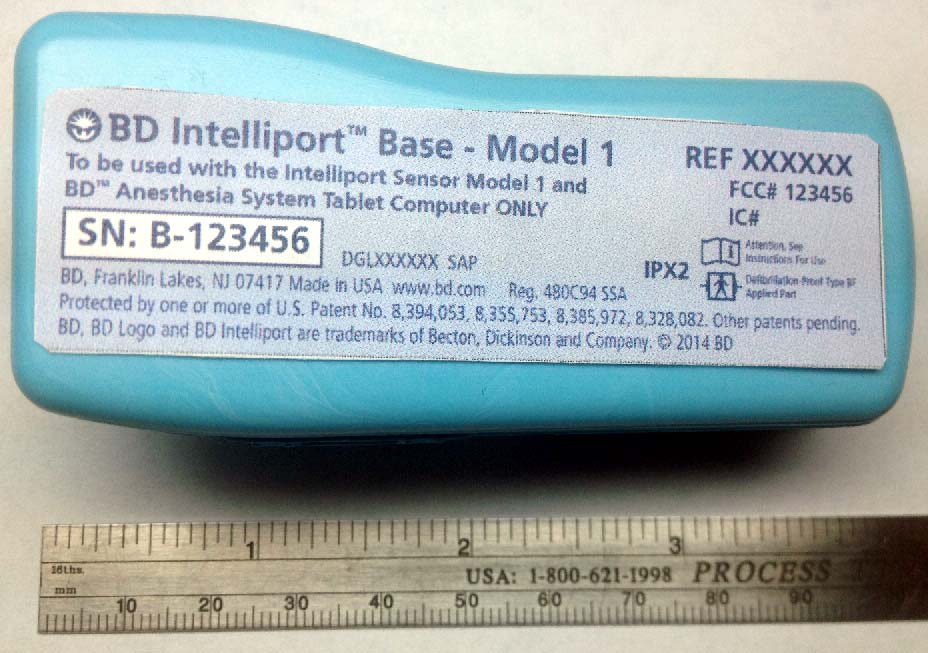 BD Intelliport™ Base - Model 1
To be used with the Intelliport Sensor Model 1 and
BD™ Anesthesia System Tablet Computer ONLY
SN: B-123456
DGLXXXXXX SAP
REF XXXXXX
FCC# 123456
IC#
IPX2
Attention, See
Instructions For Use
Defibrillation-Proof Type BF
Applied Part
BD, Franklin Lakes, NJ 07417 Made in USA www.bd.com Reg. 480C94 SSA
Protected by one or more of U.S. Patent No. 8,394,053, 8,355,753, 8,385,972, 8,328,082. Other patents pending.
BD, BD Logo and BD Intelliport are trademarks of Becton, Dickinson and Company. © 2014 BD
1 2 3
16ths.
USA: 1-800-621-1998 PROCESS
mm
10 20 30 40 50 60 70 80 90